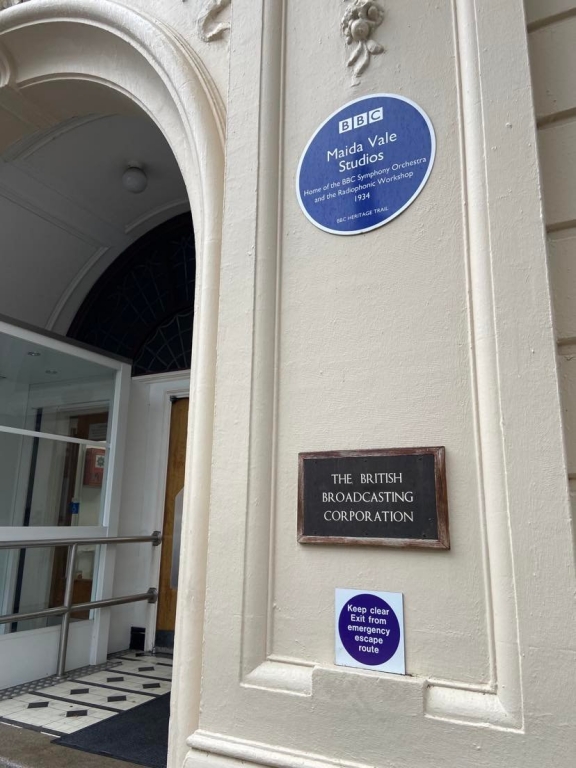 BBC
Maida Vale
Studios
Home of the BBC Symphony Orchestra
and the Radiophonic Workshop
1934
BBC HERITAGE TRAIL
THE BRITISH
BROADCASTING
CORPORATION
Keep clear
Exit from
emergency
escape
route